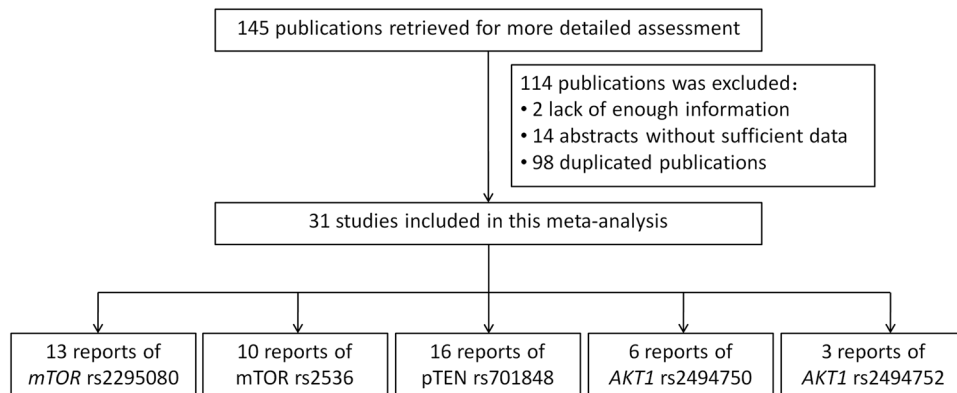 145 publications retrieved for more detailed assessment
114 publications was excluded：
• 2 lack of enough information
• 14 abstracts without sufficient data
• 98 duplicated publications
31 studies included in this meta-analysis
13 reports of
mTOR rs2295080
10 reports of
mTOR rs2536
16 reports of
pTEN rs701848
6 reports of
AKT1 rs2494750
3 reports of
AKT1 rs2494752